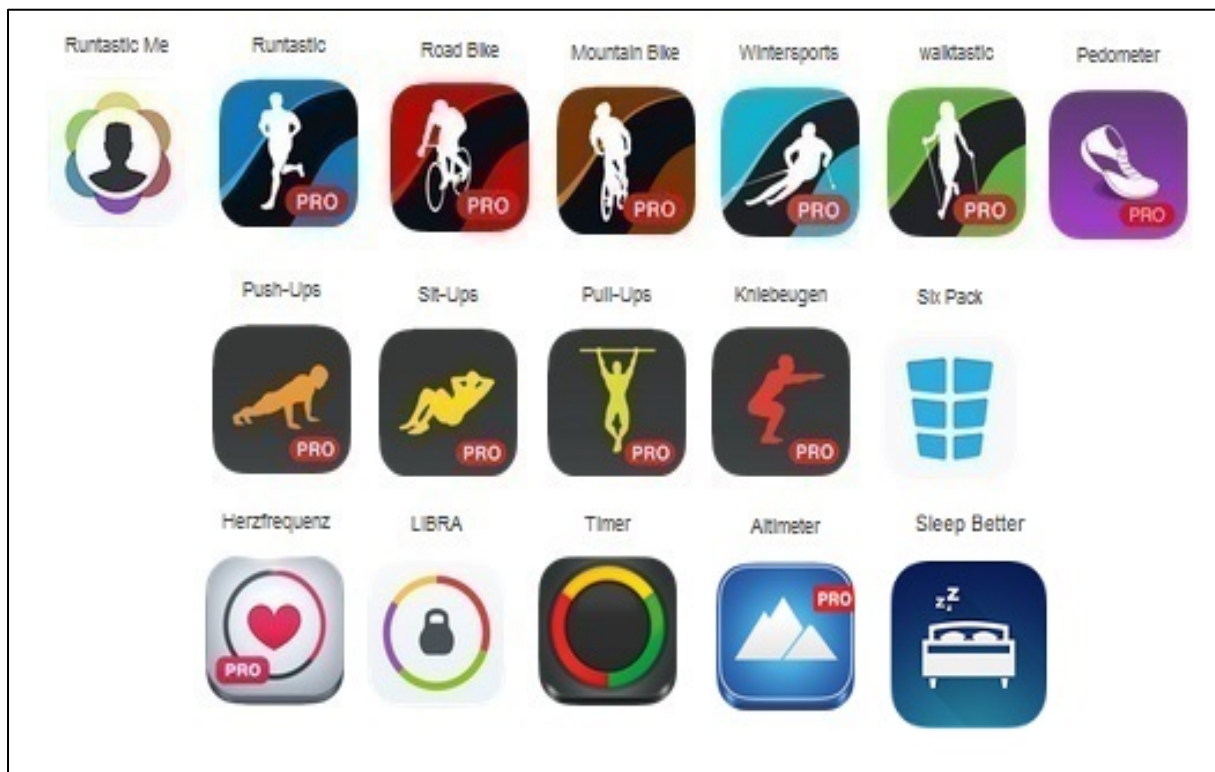 Runtastic Me
Runtastic
Road Bike
Mountain Bike
Wintersports
walktastic
Pedometer
PRO
PRO
PRO
PRO
PRO
PRO
Push-Ups
Sit-Ups
Pull-Ups
Kniebeugen
Six Pack
PRO
PRO
PRO
PRO
Herzfrequenz
LIBRA
Timer
Altimeter
Sleep Better
PRO
PRO
zzZ